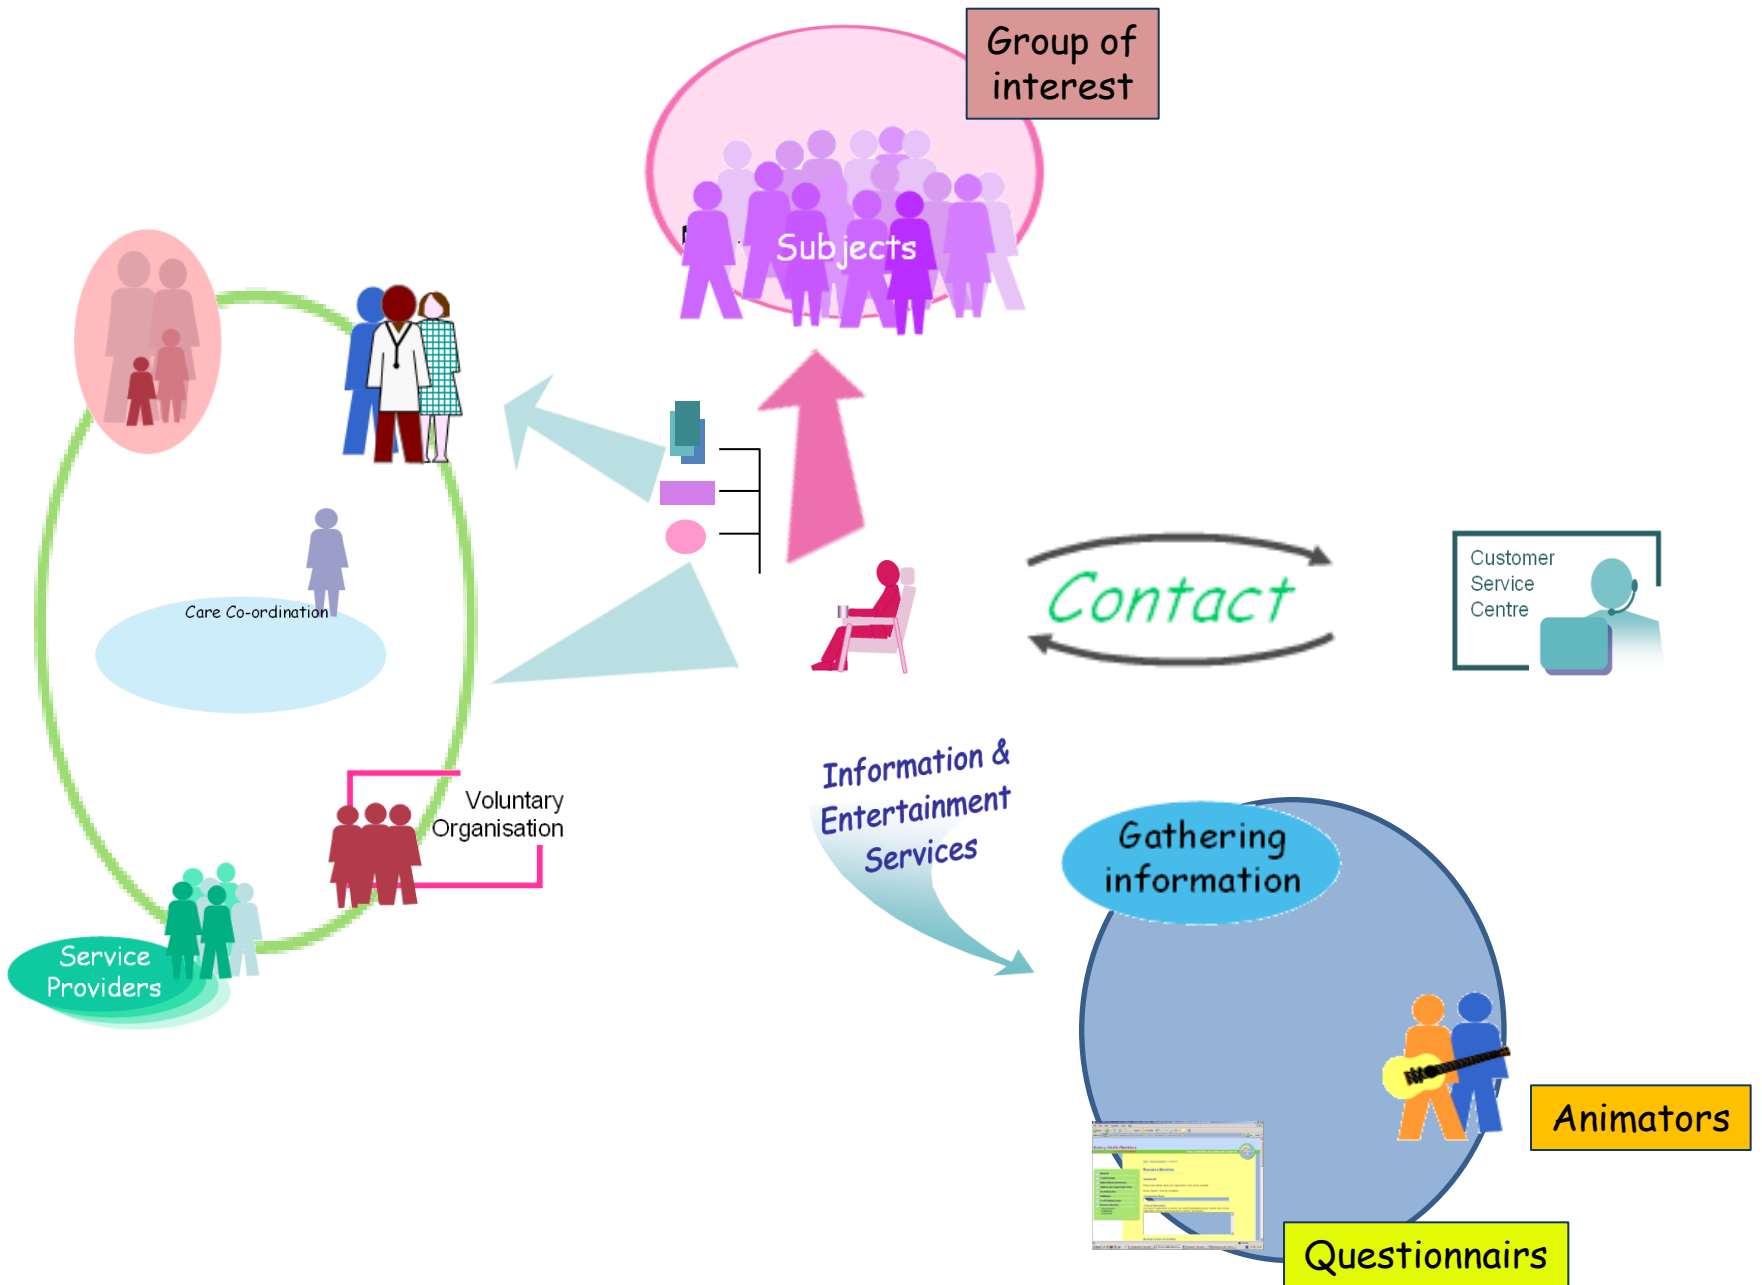 Group of
interest
Subjects
Care Co-ordination
Customer
Service
Centre
Contact
Information &
Entertainment
Services
Voluntary
Organisation
Gathering
information
Service
Providers
Animators
Questionnairs